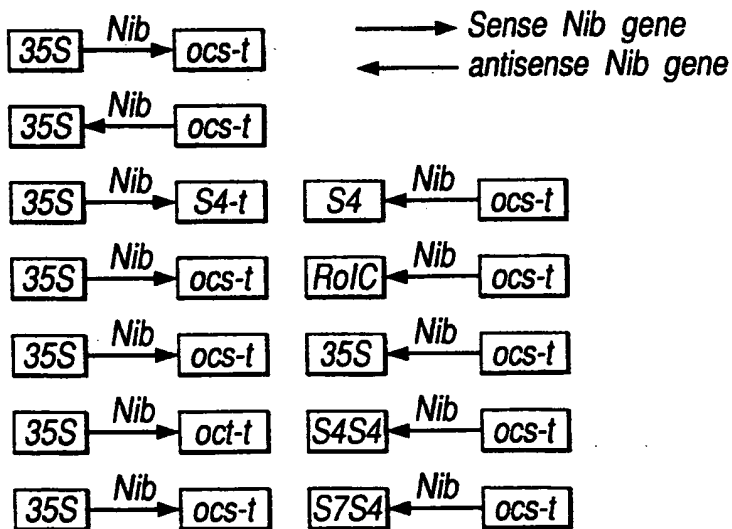 35S Nib ocs-t Sense Nib gene
antisense Nib gene
35S Nib ocs-t
35S Nib S4-t S4 Nib ocs-t
35S Nib ocs-t RolC Nib ocs-t
35S Nib ocs-t 35S Nib ocs-t
35S Nib oct-t S4S4 Nib ocs-t
35S Nib ocs-t S7S4 Nib ocs-t